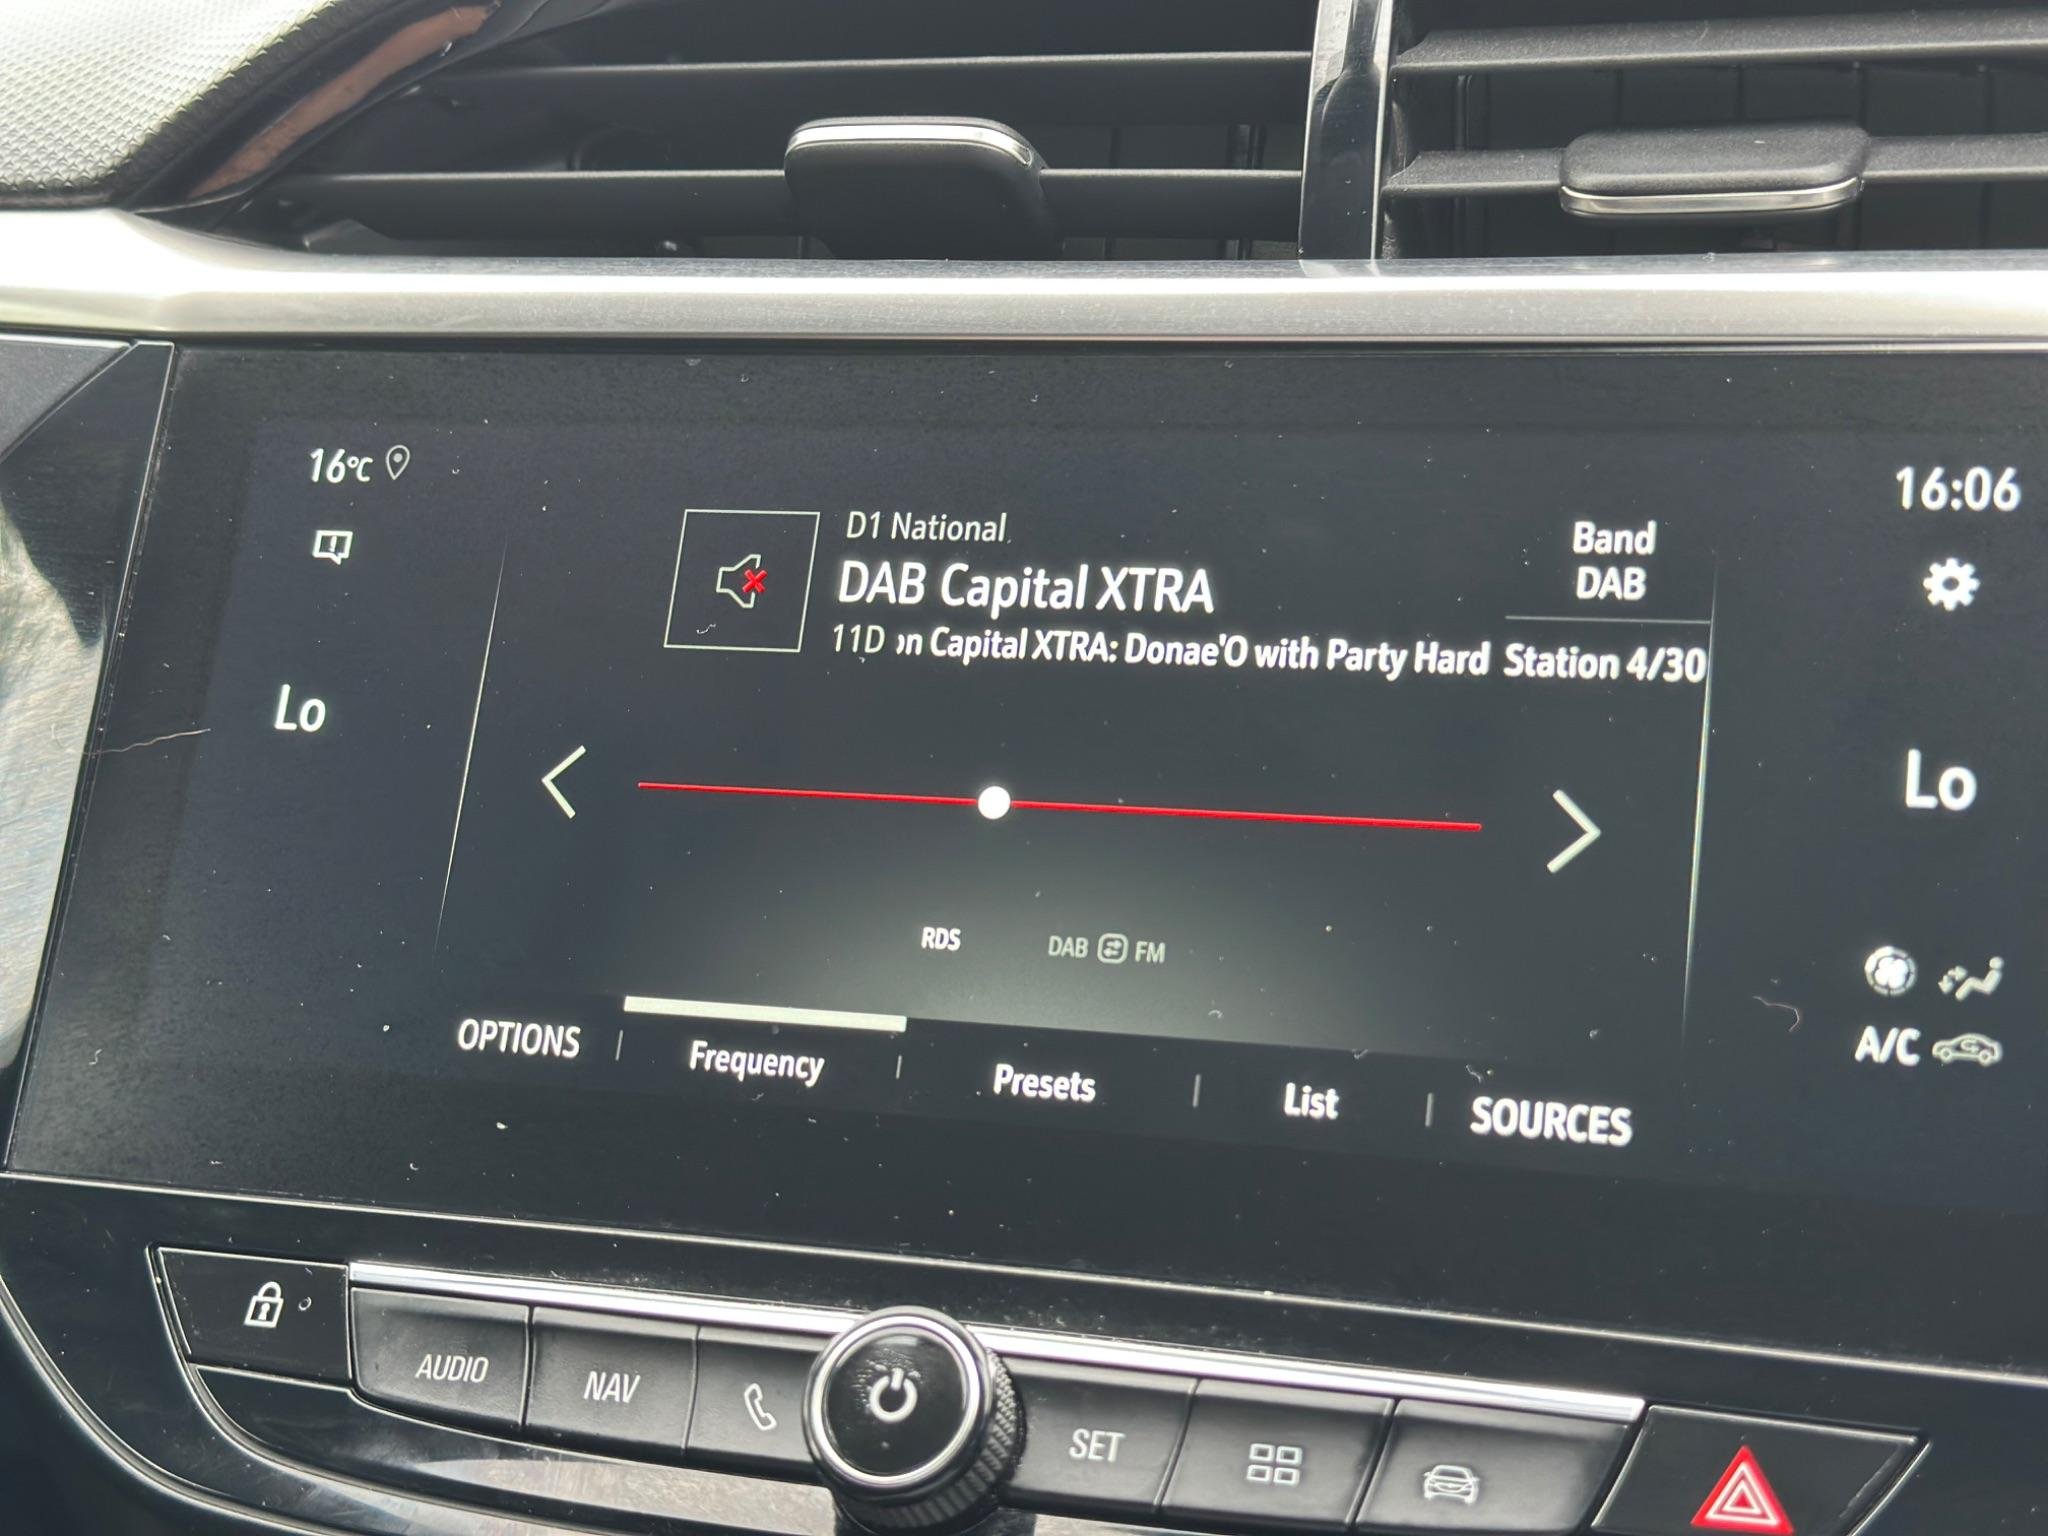 16°C
16:06
D1 National
DAB Capital XTRA
11D on Capital XTRA: Donae'O with Party Hard
Band
DAB
Station 4/30
Lo
Lo
RDS
DAB FM
A/C
OPTIONS
Frequency
Presets
List
SOURCES
AUDIO
NAV
SET